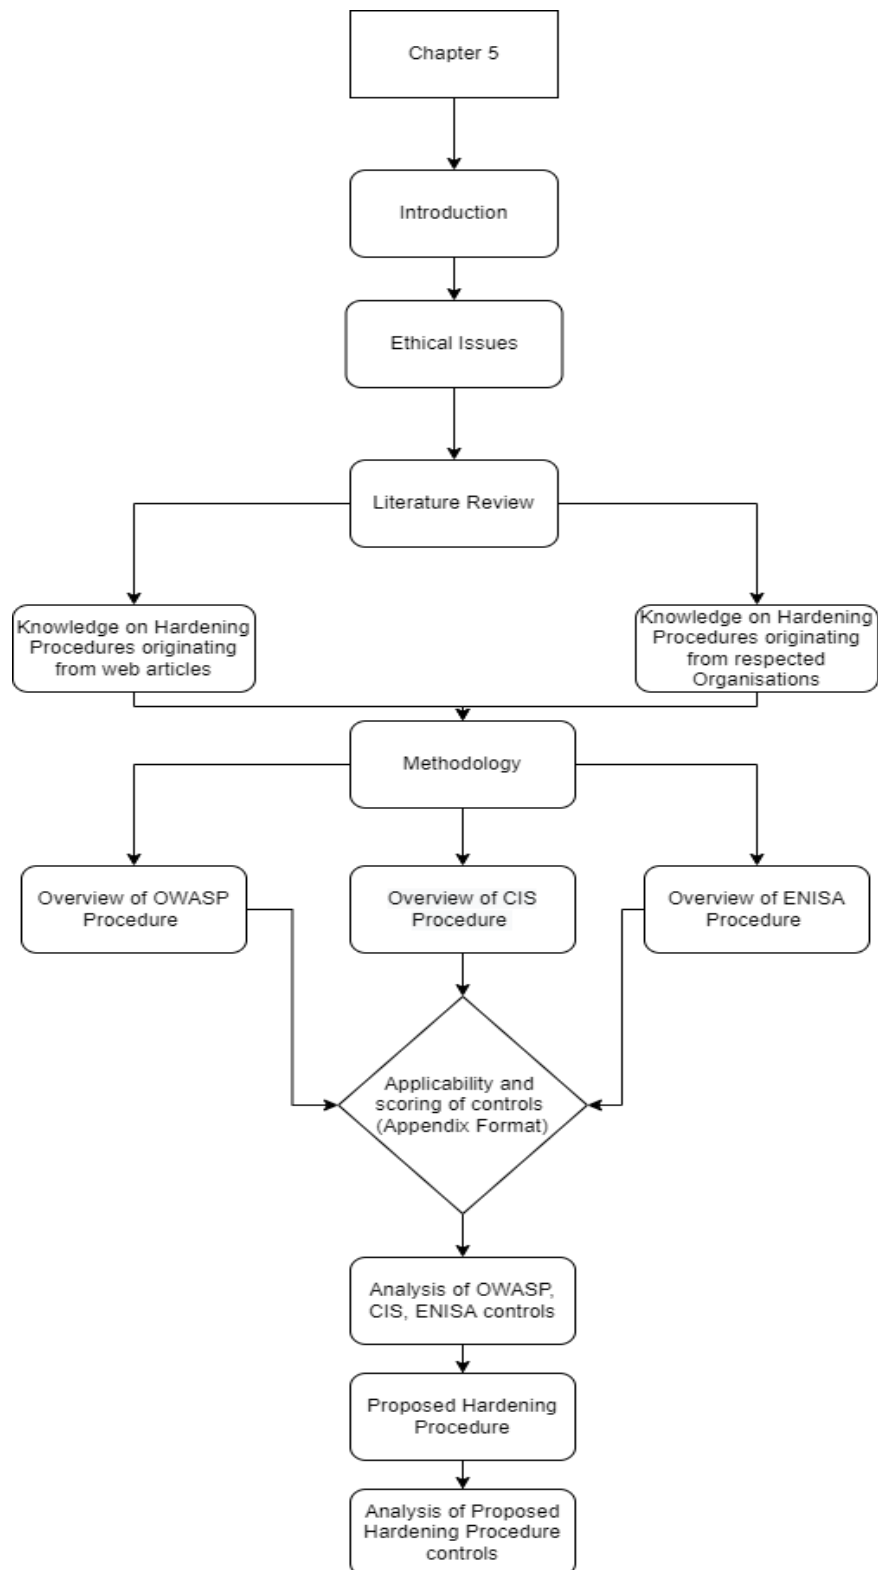 Chapter 5
Introduction
Ethical Issues
Literature Review
Knowledge on Hardening
Procedures originating
from web articles
Knowledge on Hardening
Procedures originating
from respected
Organisations
Methodology
Overview of OWASP
Procedure
Overview of CIS
Procedure
Overview of ENISA
Procedure
Applicability and
scoring of controls
(Appendix Format)
Analysis of OWASP,
CIS, ENISA controls
Proposed Hardening
Procedure
Analysis of Proposed
Hardening Procedure
controls